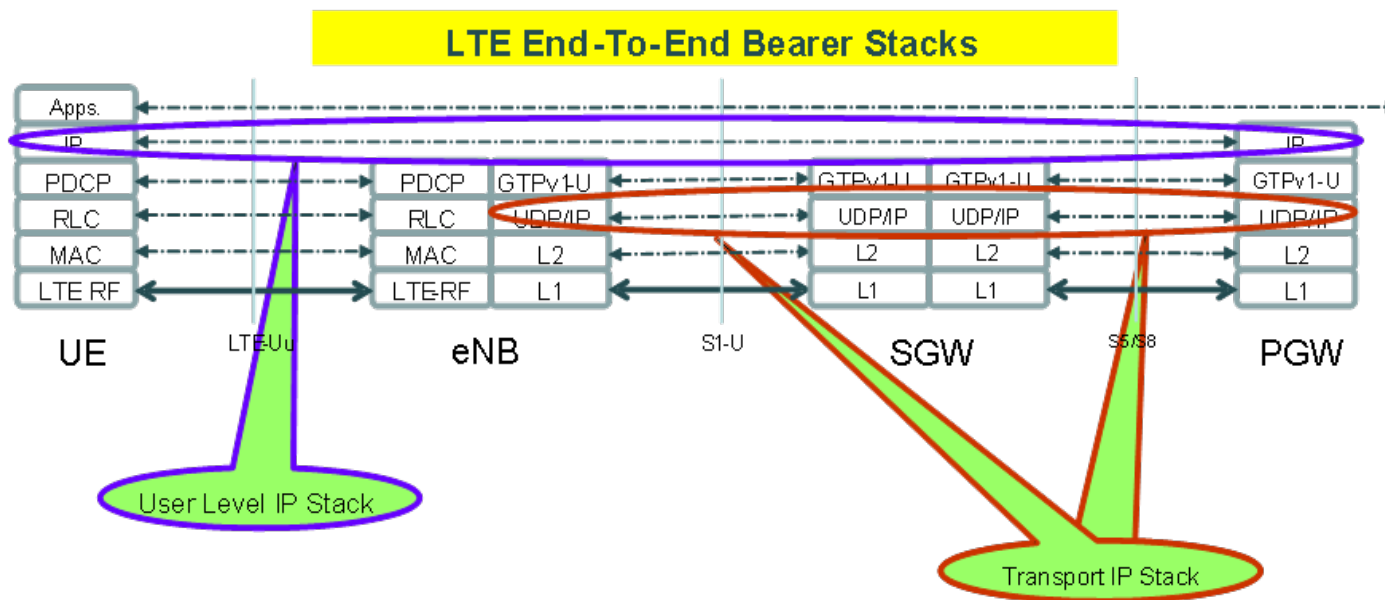 LTE End-To-End Bearer Stacks
Apps.
IP IP
PDCP PDCP GTPv1-U GTPv1-U GTPv1-U GTPv1-U
RLC RLC UDP/IP UDP/IP UDP/IP UDP/IP
MAC MAC L2 L2 L2 L2
LTE RF LTE-RF L1 L1 L1 L1
LTE-Uu S1-U S5/S8
UE eNB SGW PGW
User Level IP Stack
Transport IP Stack